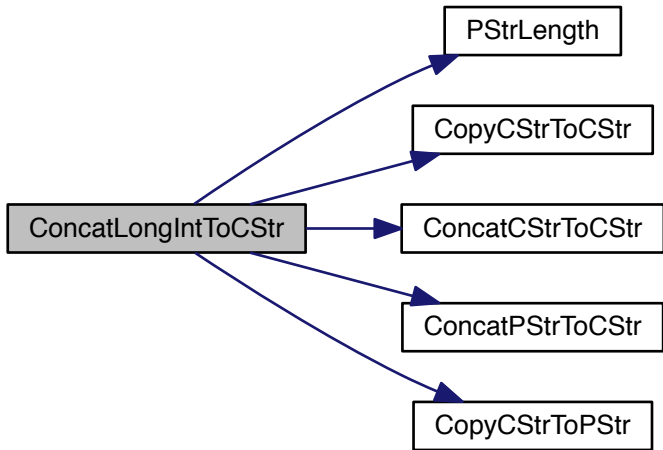 PStrLength
CopyCStrToCStr
ConcatLongIntToCStr
ConcatCStrToCStr
ConcatPStrToCStr
CopyCStrToPStr